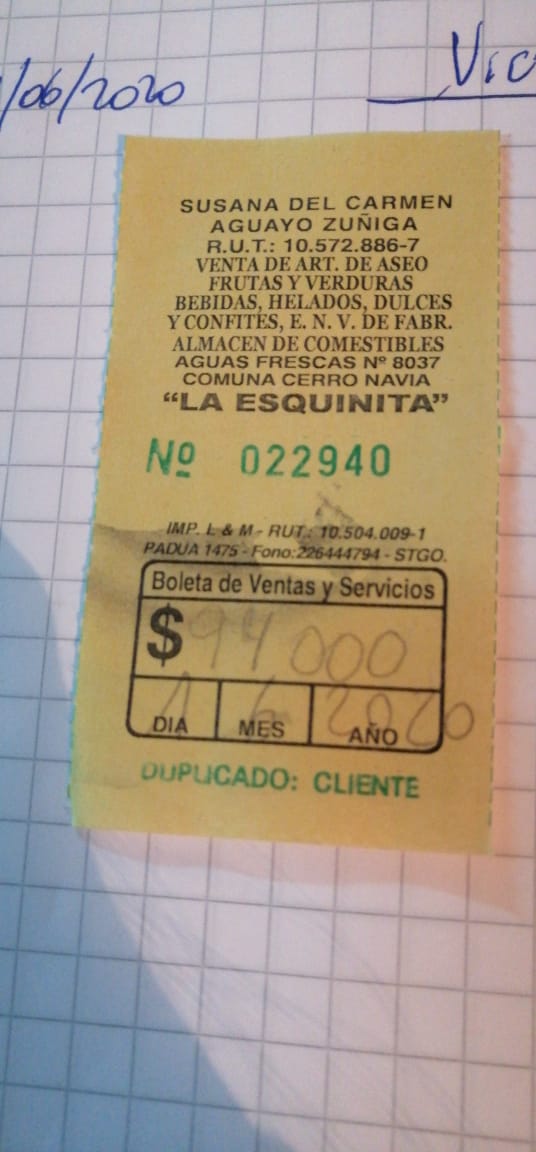 /06/2020
SUSANA DEL CARMEN
AGUAYO ZUÑIGA
R.U.T.: 10.572.886-7
VENTA DE ART. DE ASEO
FRUTAS Y VERDURAS
BEBIDAS, HELADOS, DULCES
Y CONFITES, E. N. V. DE FABR.
ALMACEN DE COMESTIBLES
AGUAS FRESCAS Nº 8037
COMUNA CERRO NAVIA
“LA ESQUINITA”
Nº 022940
IMP. L & M - RUT.: 10.504.009-1
PADUA 1475 - Fono:226444794 - STGO.
Boleta de Ventas y Servicios
$ 94 000
1 6 2020
DIA MES AÑO
DUPLICADO: CLIENTE